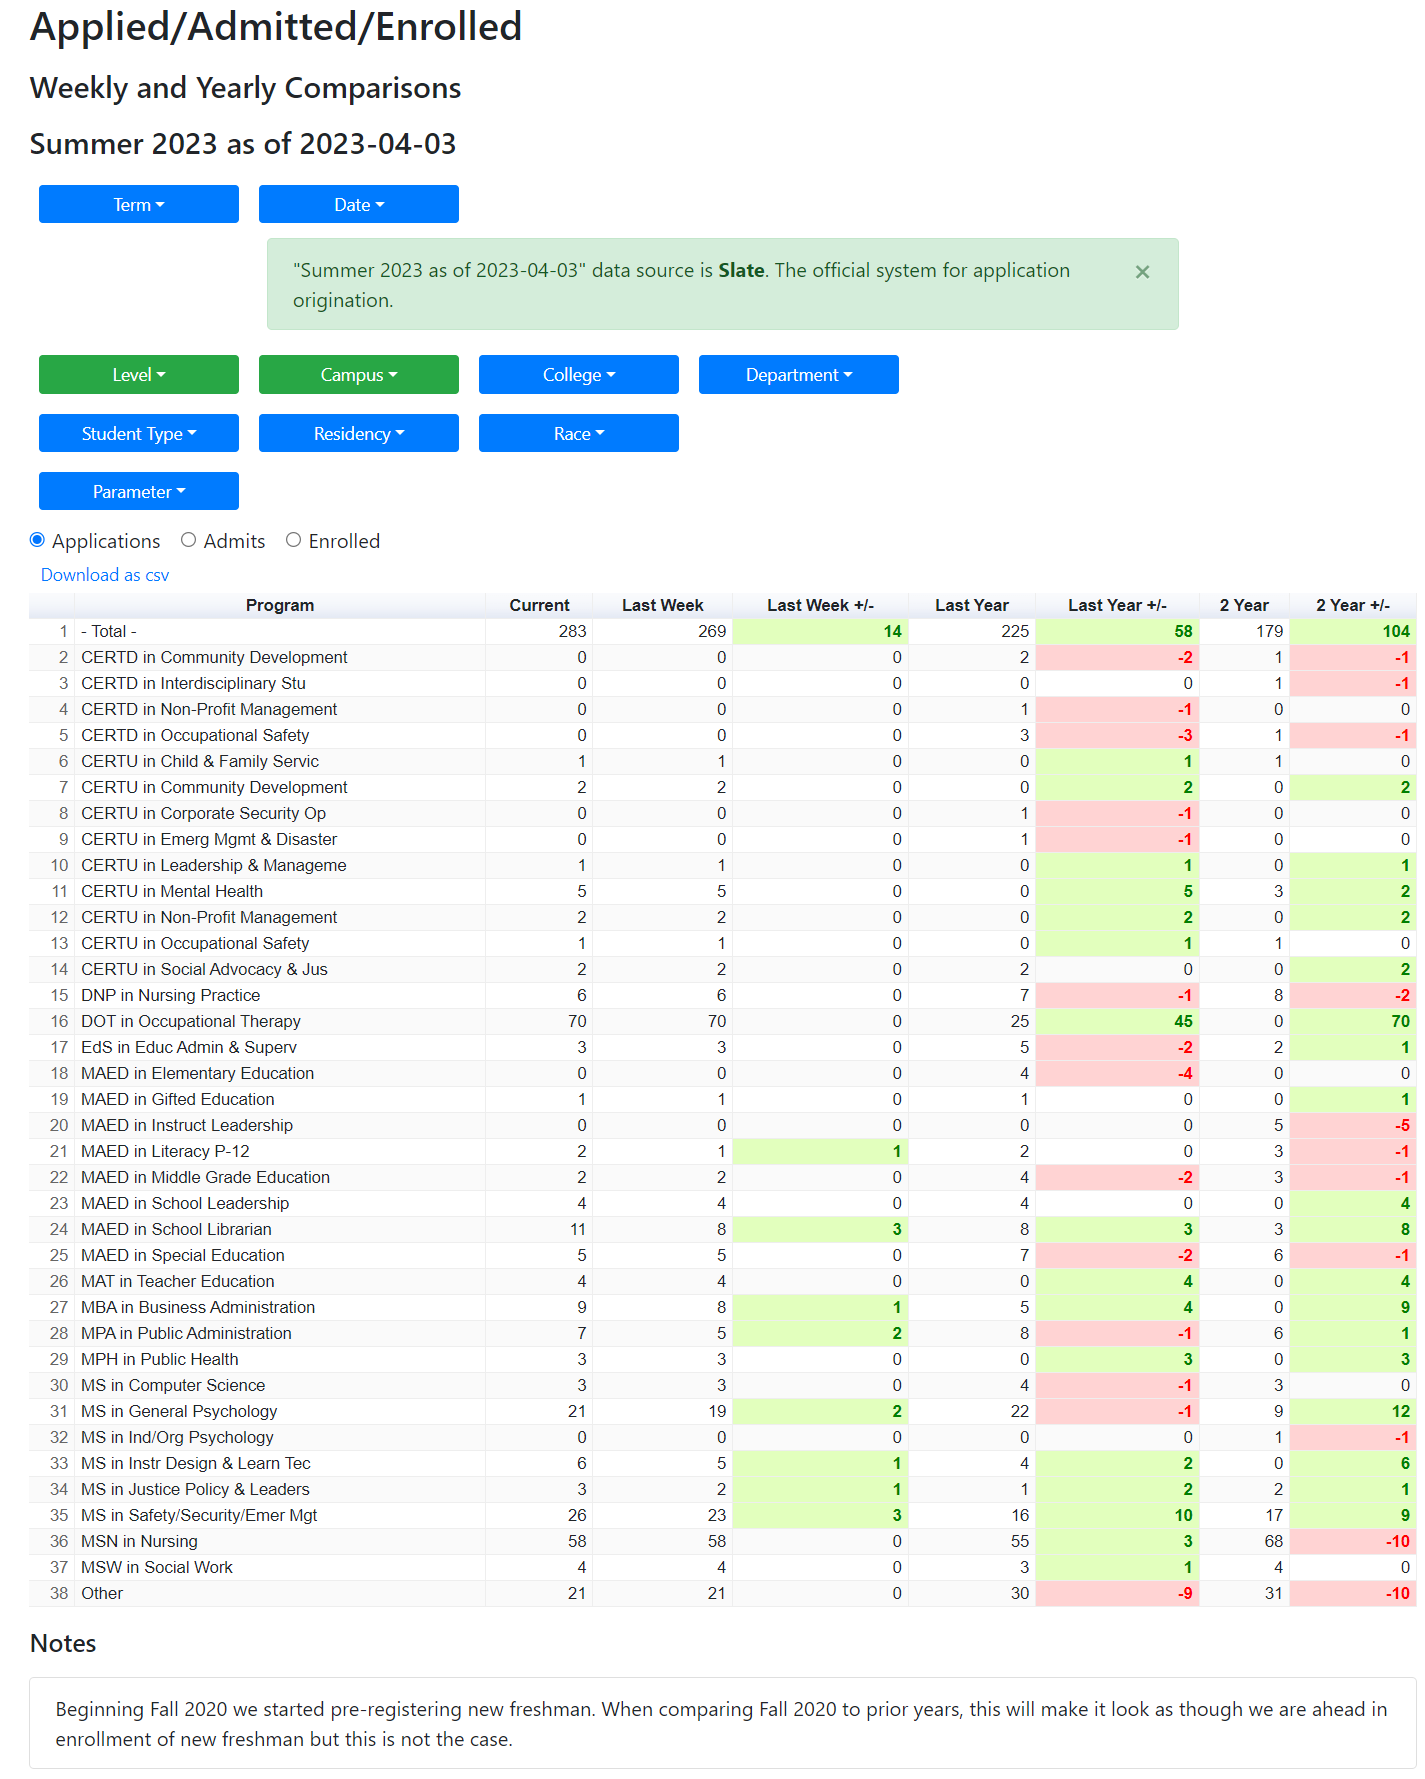 Applied/Admitted/Enrolled
Weekly and Yearly Comparisons
Summer 2023 as of 2023-04-03
Term Date
"Summer 2023 as of 2023-04-03" data source is Slate. The official system for application ×
origination.
Level Campus College Department
Student Type Residency Race
Parameter
Applications Admits Enrolled
Download as csv
Program Current Last Week Last Week +/- Last Year Last Year +/- 2 Year 2 Year +/-
1 - Total - 283 269 14 225 58 179 104
2 CERTD in Community Development 0 0 0 2 -2 1 -1
3 CERTD in Interdisciplinary Stu 0 0 0 0 0 1 -1
4 CERTD in Non-Profit Management 0 0 0 1 -1 0 0
5 CERTD in Occupational Safety 0 0 0 3 -3 1 -1
6 CERTU in Child & Family Servic 1 1 0 0 1 1 0
7 CERTU in Community Development 2 2 0 0 2 0 2
8 CERTU in Corporate Security Op 0 0 0 1 -1 0 0
9 CERTU in Emerg Mgmt & Disaster 0 0 0 1 -1 0 0
10 CERTU in Leadership & Manageme 1 1 0 0 1 0 1
11 CERTU in Mental Health 5 5 0 0 5 3 2
12 CERTU in Non-Profit Management 2 2 0 0 2 0 2
13 CERTU in Occupational Safety 1 1 0 0 1 1 0
14 CERTU in Social Advocacy & Jus 2 2 0 2 0 0 2
15 DNP in Nursing Practice 6 6 0 7 -1 8 -2
16 DOT in Occupational Therapy 70 70 0 25 45 0 70
17 EdS in Educ Admin & Superv 3 3 0 5 -2 2 1
18 MAED in Elementary Education 0 0 0 4 -4 0 0
19 MAED in Gifted Education 1 1 0 1 0 0 1
20 MAED in Instruct Leadership 0 0 0 0 0 5 -5
21 MAED in Literacy P-12 2 1 1 2 0 3 -1
22 MAED in Middle Grade Education 2 2 0 4 -2 3 -1
23 MAED in School Leadership 4 4 0 4 0 0 4
24 MAED in School Librarian 11 8 3 8 3 3 8
25 MAED in Special Education 5 5 0 7 -2 6 -1
26 MAT in Teacher Education 4 4 0 0 4 0 4
27 MBA in Business Administration 9 8 1 5 4 0 9
28 MPA in Public Administration 7 5 2 8 -1 6 1
29 MPH in Public Health 3 3 0 0 3 0 3
30 MS in Computer Science 3 3 0 4 -1 3 0
31 MS in General Psychology 21 19 2 22 -1 9 12
32 MS in Ind/Org Psychology 0 0 0 0 0 1 -1
33 MS in Instr Design & Learn Tec 6 5 1 4 2 0 6
34 MS in Justice Policy & Leaders 3 2 1 1 2 2 1
35 MS in Safety/Security/Emer Mgt 26 23 3 16 10 17 9
36 MSN in Nursing 58 58 0 55 3 68 -10
37 MSW in Social Work 4 4 0 3 1 4 0
38 Other 21 21 0 30 -9 31 -10
Notes
Beginning Fall 2020 we started pre-registering new freshman. When comparing Fall 2020 to prior years, this will make it look as though we are ahead in
enrollment of new freshman but this is not the case.